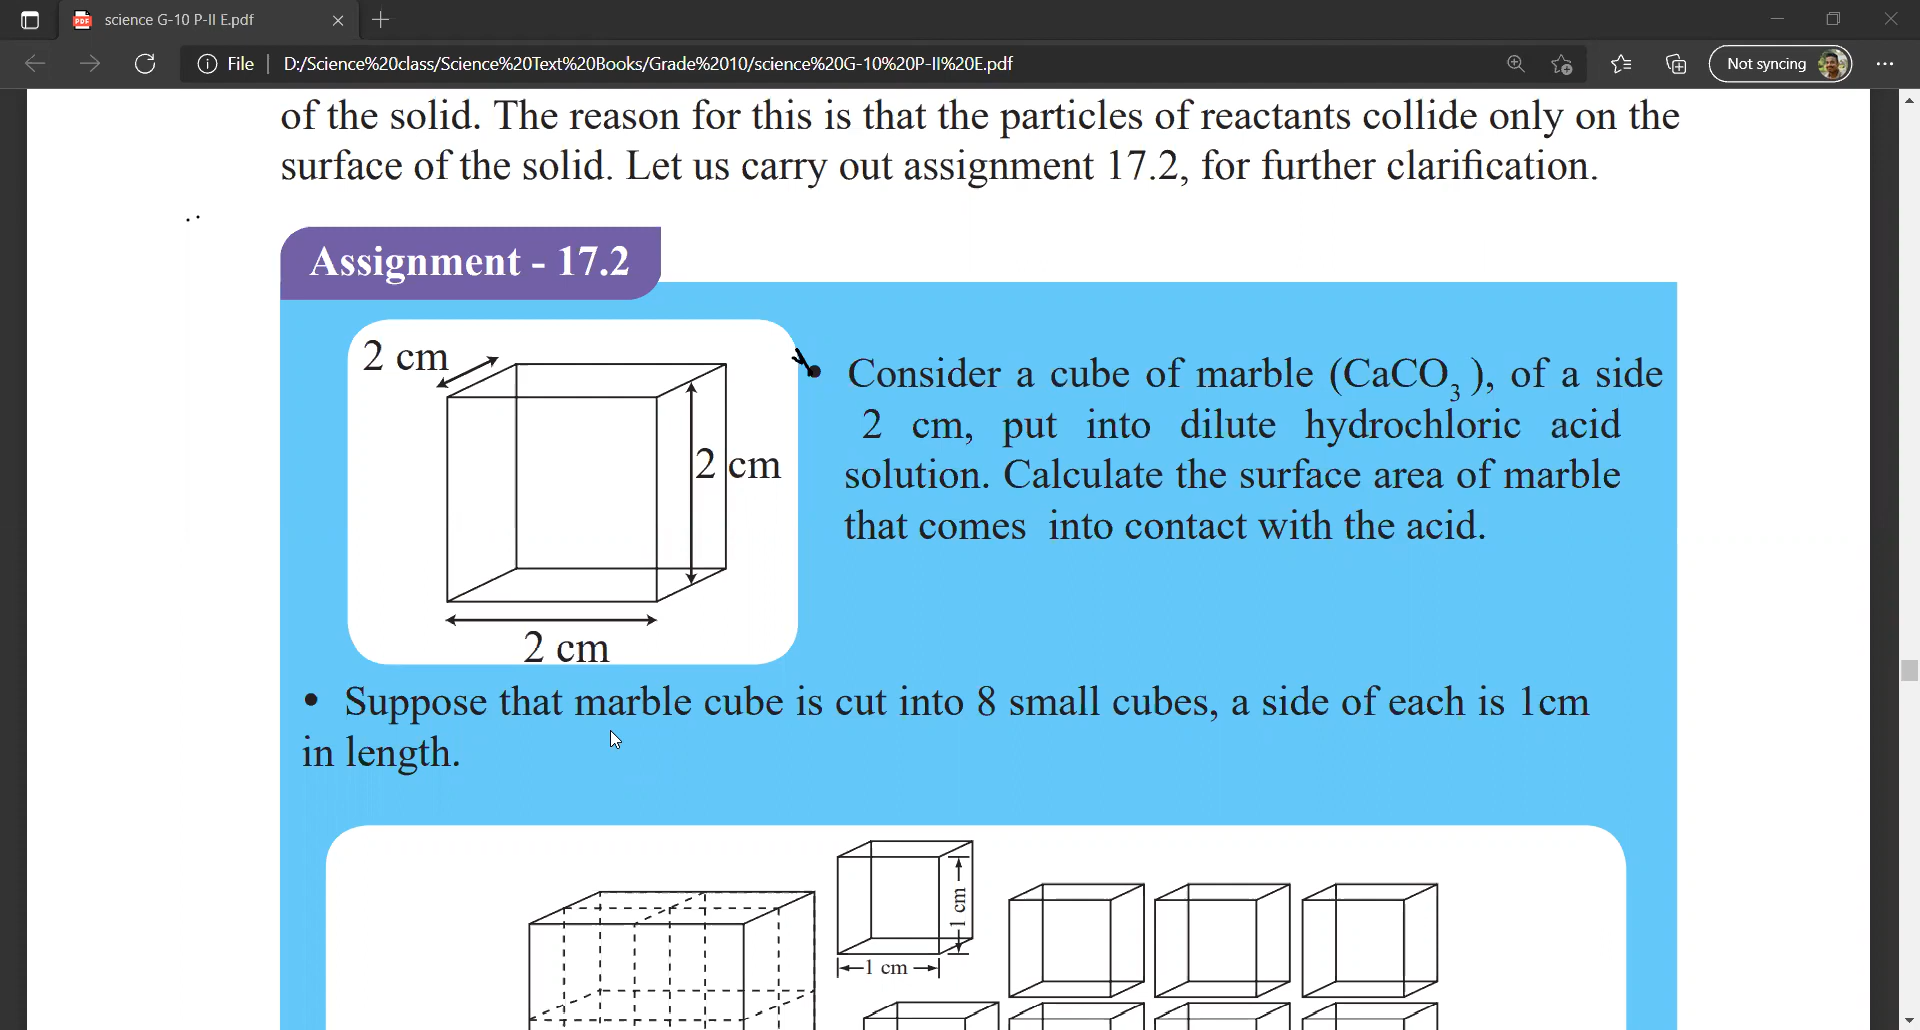 science G-10 P-II E.pdf
File
D:/Science%20class/Science%20Text%20Books/Grade%2010/science%20G-10%20P-II%20E.pdf
Not syncing
of the solid. The reason for this is that the particles of reactants collide only on the
surface of the solid. Let us carry out assignment 17.2, for further clarification.
Assignment - 17.2
2 cm
2 cm
2 cm
• Consider a cube of marble (CaCO₃ ), of a side
2 cm, put into dilute hydrochloric acid
solution. Calculate the surface area of marble
that comes into contact with the acid.
• Suppose that marble cube is cut into 8 small cubes, a side of each is 1cm
in length.
1 cm
1 cm